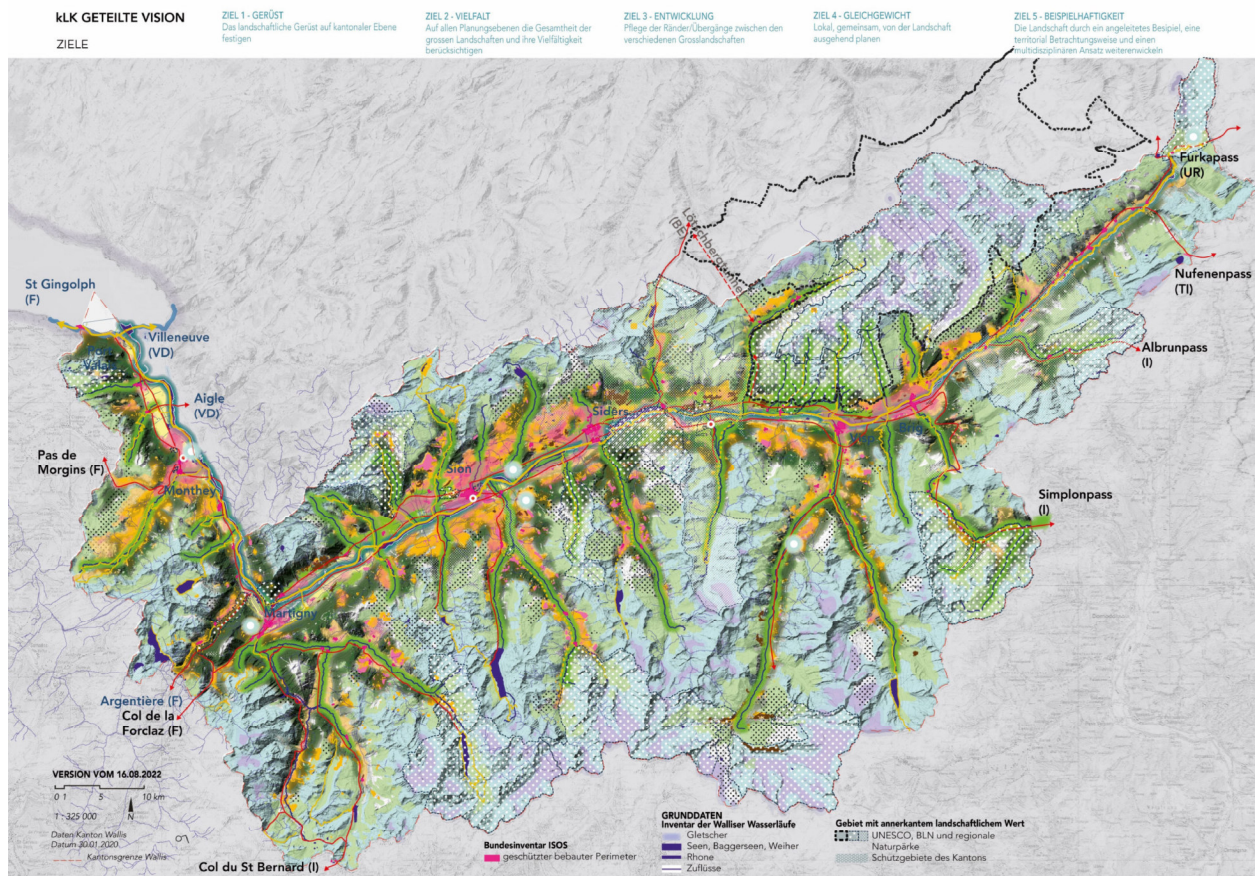 kLK GETEILTE VISION
ZIELE
ZIEL 1 - GERÜST
Das landschaftliche Gerüst auf kantonaler Ebene
festigen
ZIEL 2 - VIELFALT
Auf allen Planungsebenen die Gesamtheit der
grossen Landschaften und ihre Vielfältigkeit
berücksichtigen
ZIEL 3 - ENTWICKLUNG
Pflege der Ränder/Übergänge zwischen den
verschiedenen Grosslandschaften
ZIEL 4 - GLEICHGEWICHT
Lokal, gemeinsam, von der Landschaft
ausgehend planen
ZIEL 5 - BEISPIELHAFTIGKEIT
Die Landschaft durch ein angeleitetes Besipiel, eine
territorial Betrachtungsweise und einen
multidisziplinären Ansatz weiterenwickeln
Furkapass
(UR)
Lötschbergtunnel
(BE)
Nufenenpass
(TI)
St Gingolph
(F)
Villeneuve
(VD)
Albrunpass
(I)
Aigle
(VD)
Siders
Brig
Pas de
Morgins (F)
Sion
Monthey
Simplonpass
(I)
Martigny
Argentière (F)
Col de la
Forclaz (F)
VERSION VOM 16.08.2022
0 1 5 10 km
N
1 : 325 000
Daten Kanton Wallis
Datum 30.01.2020
Kantonsgrenze Wallis
Col du St Bernard (I)
Bundesinventar ISOS
geschützter bebauter Perimeter
GRUNDDATEN
Inventar der Walliser Wasserläufe
Gletscher
Seen, Baggerseen, Weiher
Rhone
Zuflüsse
Gebiet mit annerkantem landschaftlichem Wert
UNESCO, BLN und regionale
Naturpärke
Schutzgebiete des Kantons